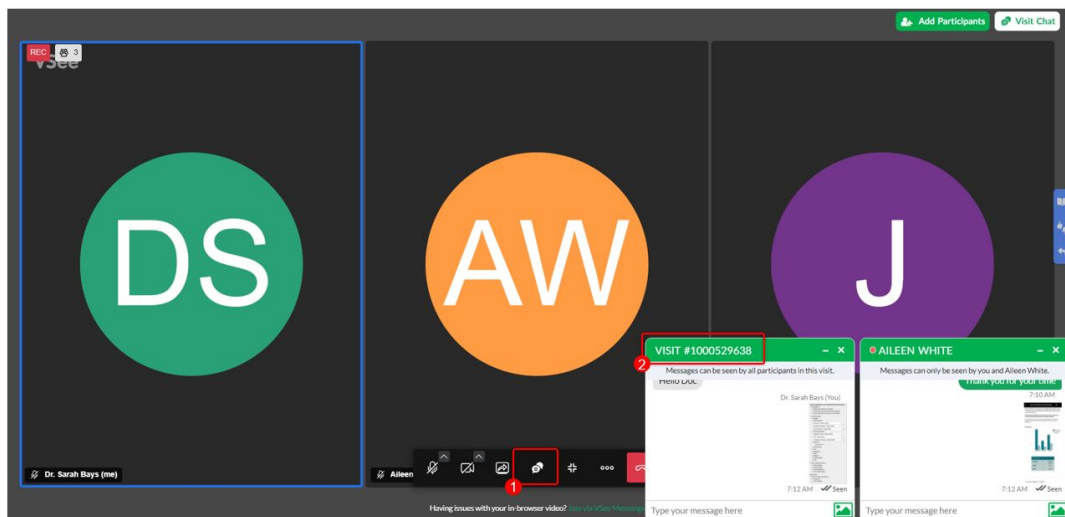 Add Participants
Visit Chat
REC 3
VSee
DS
AW
J
VISIT #1000529638
2
Messages can be seen by all participants in this visit.
Hello Doc
Dr. Sarah Bays (You)
7:12 AM Seen
Type your message here
AILEEN WHITE
Messages can only be seen by you and Aileen White.
Thank you for your time
7:10 AM
7:12 AM Seen
Type your message here
Dr. Sarah Bays (me)
Aileen
1
Having issues with your in-browser video? Join via VSee Messenger